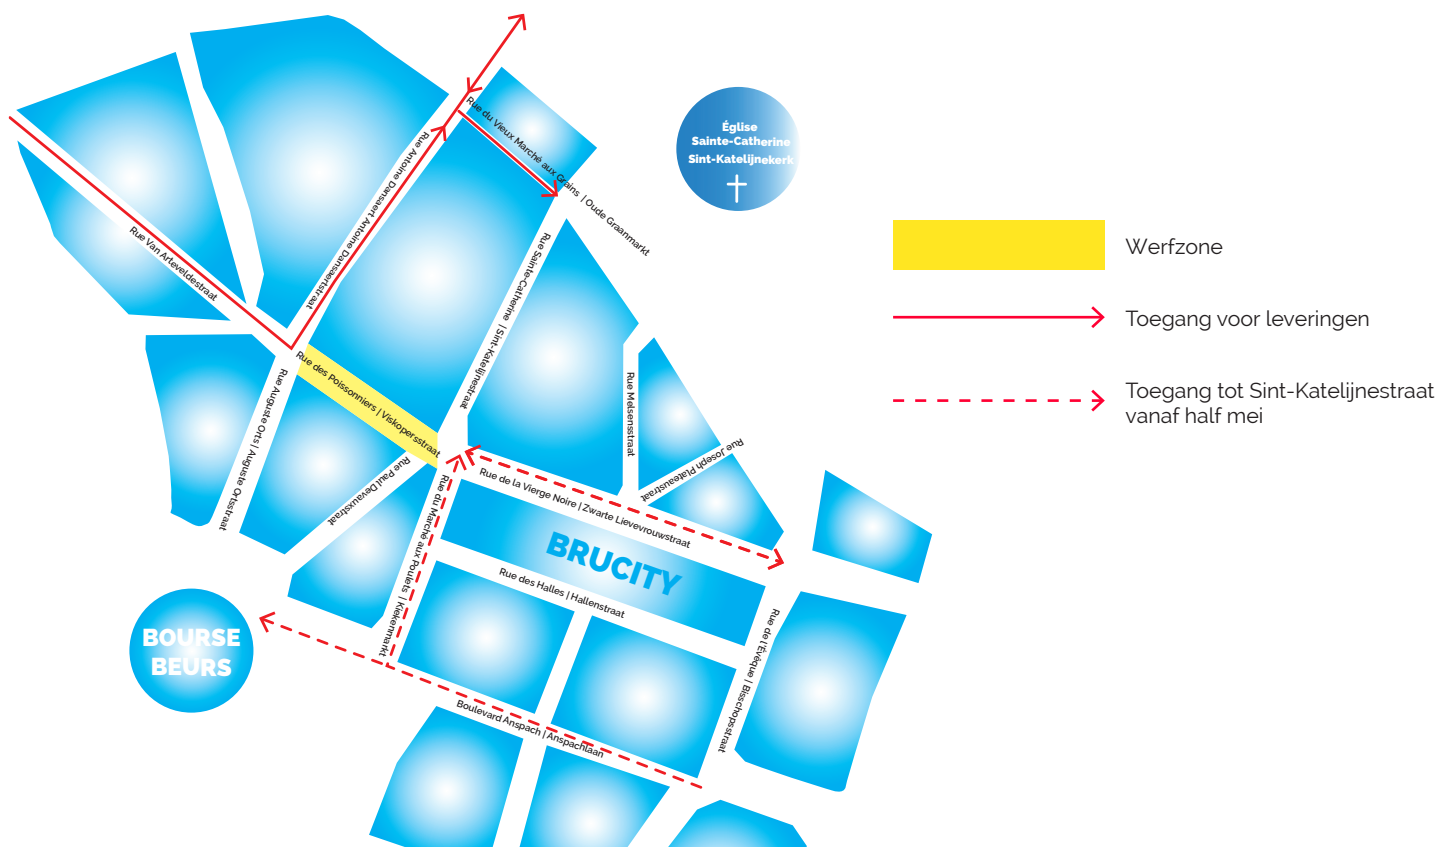 Rue du Vieux Marché aux Grains | Oude Graanmarkt
Église
Sainte-Catherine
Sint-Katelijnekerk
Rue Antoine Dansaert Antoine Dansaertstraat
Rue Van Arteveldestraat
Rue Sainte-Catherine | Sint-Katelijnestraat
Werfzone
Toegang voor leveringen
Toegang tot Sint-Katelijnestraat
vanaf half mei
Rue des Poissonniers | Viskopersstraat
Rue Auguste Orts | Auguste Ortsstraat
Rue Melsensstraat
Rue Joseph Plateaustraat
Rue Paul Devauxstraat
Rue de la Vierge Noire | Zwarte Lievevrouwstraat
Rue du Marché aux Poulets | Kiekenmarkt
BRUCITY
Rue des Halles | Hallenstraat
BOURSE
BEURS
Rue de l'Évêque | Bisschopsstraat
Boulevard Anspach | Anspachlaan